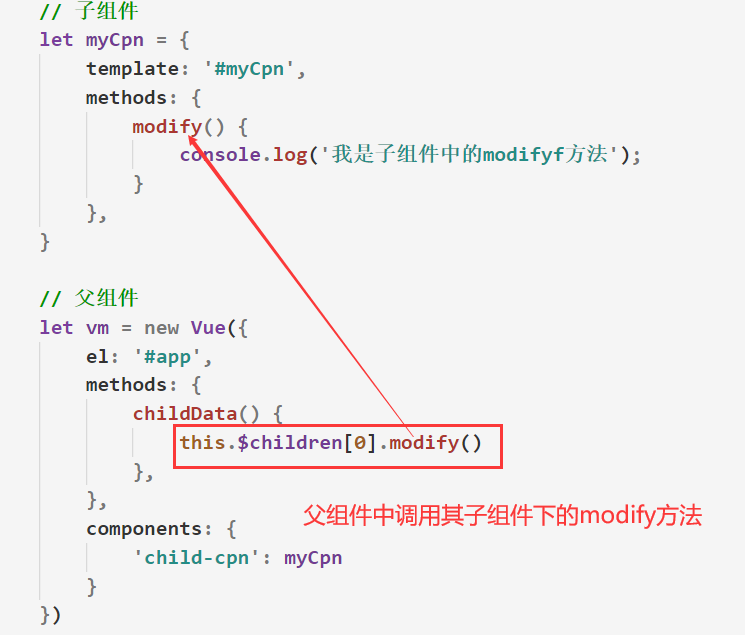 // 子组件
let myCpn = {
    template: '#myCpn',
    methods: {
        modify() {
            console.log('我是子组件中的modifyf方法');
        }
    },
}

// 父组件
let vm = new Vue({
    el: '#app',
    methods: {
        childData() {
            this.$children[0].modify()
        },
    },
    components: {
        'child-cpn': myCpn
    }
})
父组件中调用其子组件下的modify方法